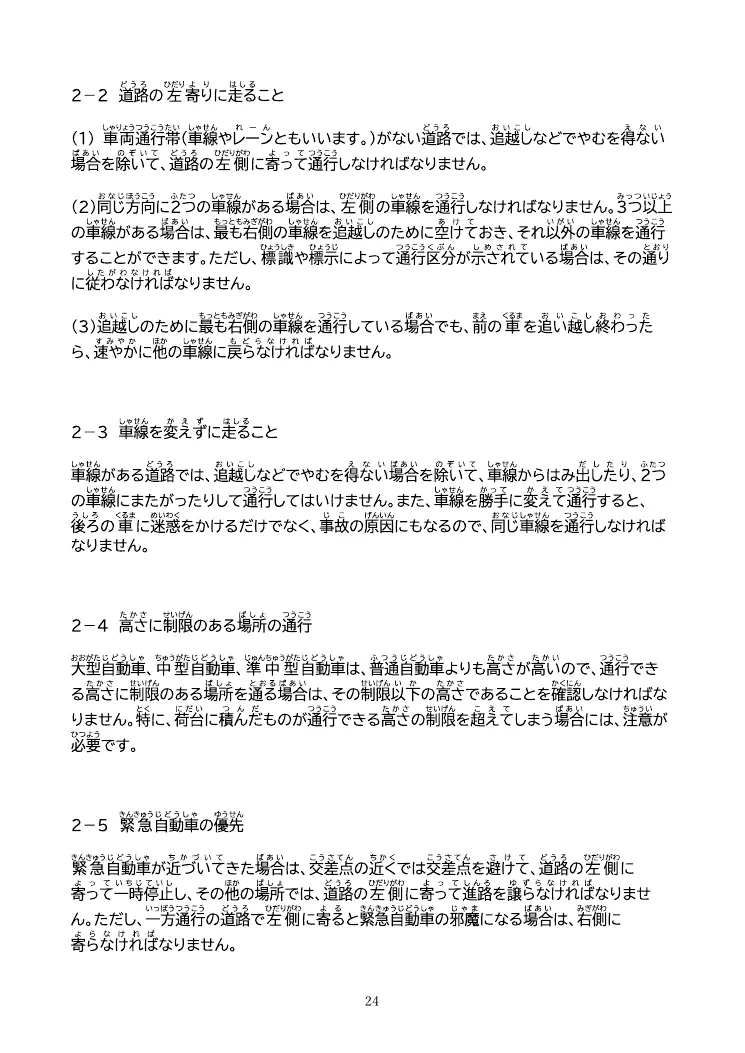 2－2 道路の左寄りに走ること
(1) 車両通行帯(車線やレーンともいいます。)がない道路では、追越しなどでやむを得ない
場合を除いて、道路の左側に寄って通行しなければなりません。
(2)同じ方向に2つの車線がある場合は、左側の車線を通行しなければなりません。3つ以上
の車線がある場合は、最も右側の車線を追越しのために空けておき、それ以外の車線を通行
することができます。ただし、標識や標示によって通行区分が示されている場合は、その通り
に従わなければなりません。
(3)追越しのために最も右側の車線を通行している場合でも、前の車を追い越し終わった
ら、速やかに他の車線に戻らなければなりません。
2－3 車線を変えずに走ること
車線がある道路では、追越しなどでやむを得ない場合を除いて、車線からはみ出したり、2つ
の車線にまたがったりして通行してはいけません。また、車線を勝手に変えて通行すると、
後ろの車に迷惑をかけるだけでなく、事故の原因にもなるので、同じ車線を通行しなければ
なりません。
2－4 高さに制限のある場所の通行
大型自動車、中型自動車、準中型自動車は、普通自動車よりも高さが高いので、通行でき
る高さに制限のある場所を通る場合は、その制限以下の高さであることを確認しなければな
りません。特に、荷台に積んだものが通行できる高さの制限を超えてしまう場合には、注意が
必要です。
2－5 緊急自動車の優先
緊急自動車が近づいてきた場合は、交差点の近くでは交差点を避けて、道路の左側に
寄って一時停止し、その他の場所では、道路の左側に寄って進路を譲らなければなりませ
ん。ただし、一方通行の道路で左側に寄ると緊急自動車の邪魔になる場合は、右側に
寄らなければなりません。
24